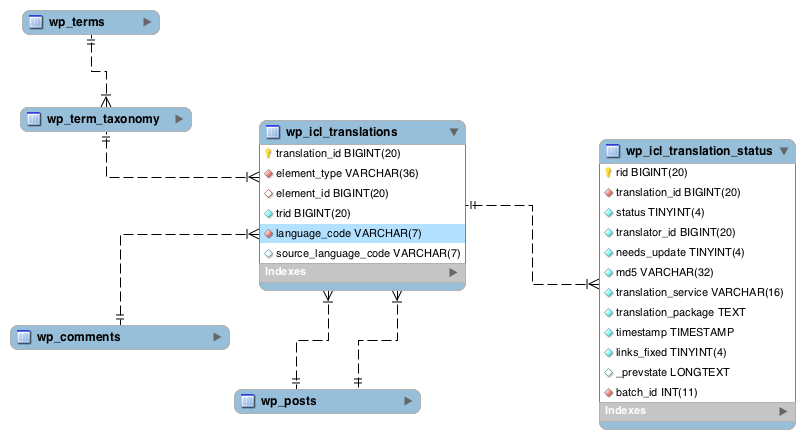 wp_terms
wp_term_taxonomy
wp_icl_translations
translation_id BIGINT(20)
element_type VARCHAR(36)
element_id BIGINT(20)
trid BIGINT(20)
language_code VARCHAR(7)
source_language_code VARCHAR(7)
Indexes
wp_icl_translation_status
rid BIGINT(20)
translation_id BIGINT(20)
status TINYINT(4)
translator_id BIGINT(20)
needs_update TINYINT(4)
md5 VARCHAR(32)
translation_service VARCHAR(16)
translation_package TEXT
timestamp TIMESTAMP
links_fixed TINYINT(4)
_prevstate LONGTEXT
batch_id INT(11)
Indexes
wp_comments
wp_posts